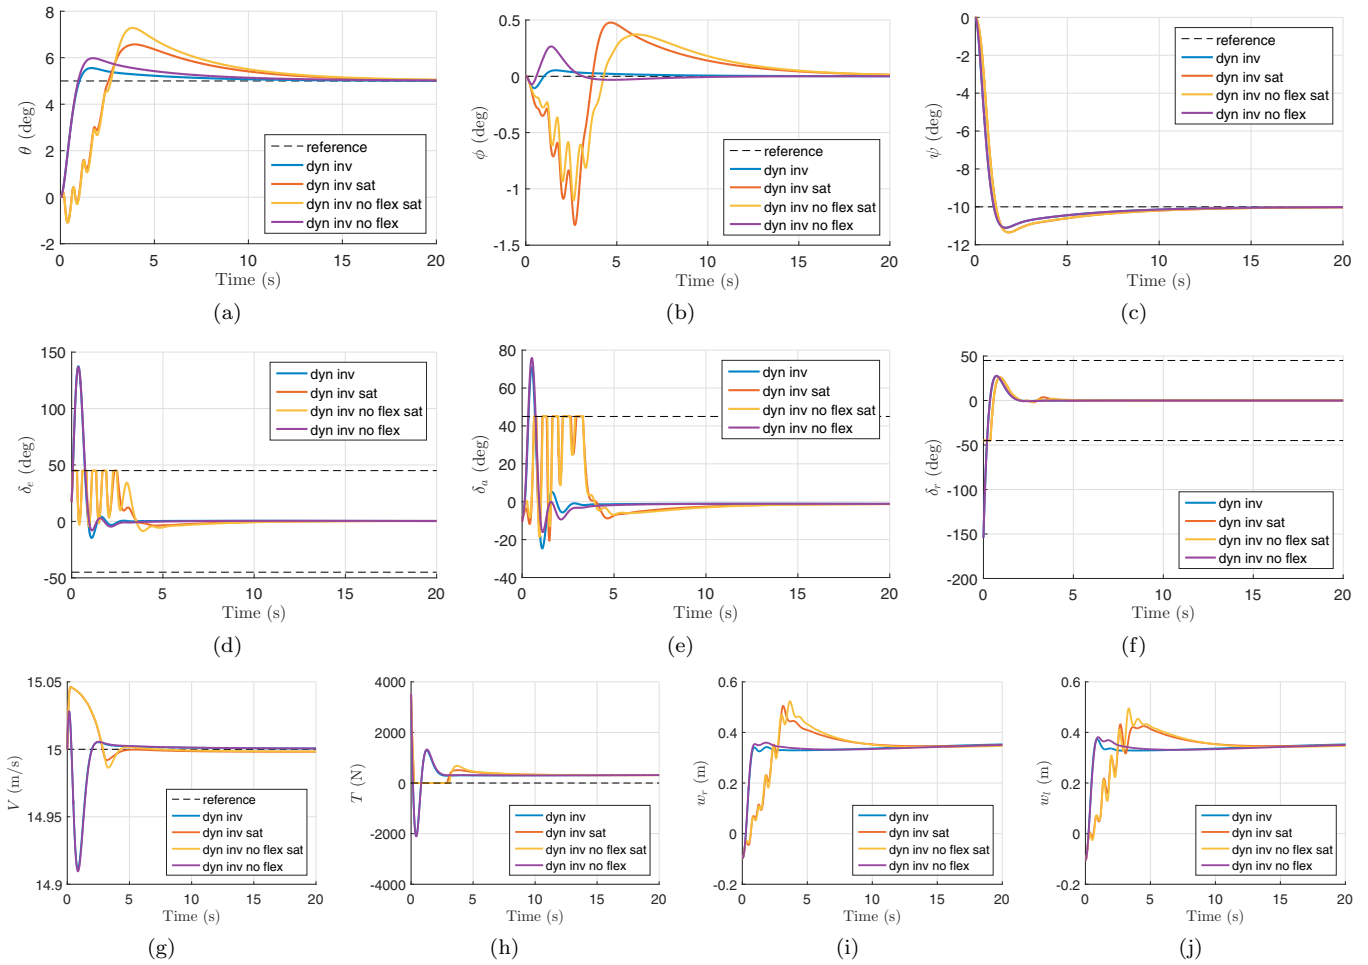 8
6
4
2
0
-2
θ (deg)
0 5 10 15 20
Time (s)
reference
dyn inv
dyn inv sat
dyn inv no flex sat
dyn inv no flex
(a)
0.5
0
-0.5
-1
-1.5
ϕ (deg)
0 5 10 15 20
Time (s)
reference
dyn inv
dyn inv sat
dyn inv no flex sat
dyn inv no flex
(b)
0
-2
-4
-6
-8
-10
-12
ψ (deg)
0 5 10 15 20
Time (s)
reference
dyn inv
dyn inv sat
dyn inv no flex sat
dyn inv no flex
(c)
150
100
50
0
-50
δe (deg)
0 5 10 15 20
Time (s)
dyn inv
dyn inv sat
dyn inv no flex sat
dyn inv no flex
(d)
80
60
40
20
0
-20
-40
δa (deg)
0 5 10 15 20
Time (s)
dyn inv
dyn inv sat
dyn inv no flex sat
dyn inv no flex
(e)
50
0
-50
-100
-150
-200
δr (deg)
0 5 10 15 20
Time (s)
dyn inv
dyn inv sat
dyn inv no flex sat
dyn inv no flex
(f)
15.05
15
14.95
14.9
V (m/s)
0 5 10 15 20
Time (s)
reference
dyn inv
dyn inv sat
dyn inv no flex sat
dyn inv no flex
(g)
4000
2000
0
-2000
-4000
T (N)
0 5 10 15 20
Time (s)
dyn inv
dyn inv sat
dyn inv no flex sat
dyn inv no flex
(h)
0.6
0.4
0.2
0
-0.2
wr (m)
0 5 10 15 20
Time (s)
dyn inv
dyn inv sat
dyn inv no flex sat
dyn inv no flex
(i)
0.6
0.4
0.2
0
-0.2
wl (m)
0 5 10 15 20
Time (s)
dyn inv
dyn inv sat
dyn inv no flex sat
dyn inv no flex
(j)